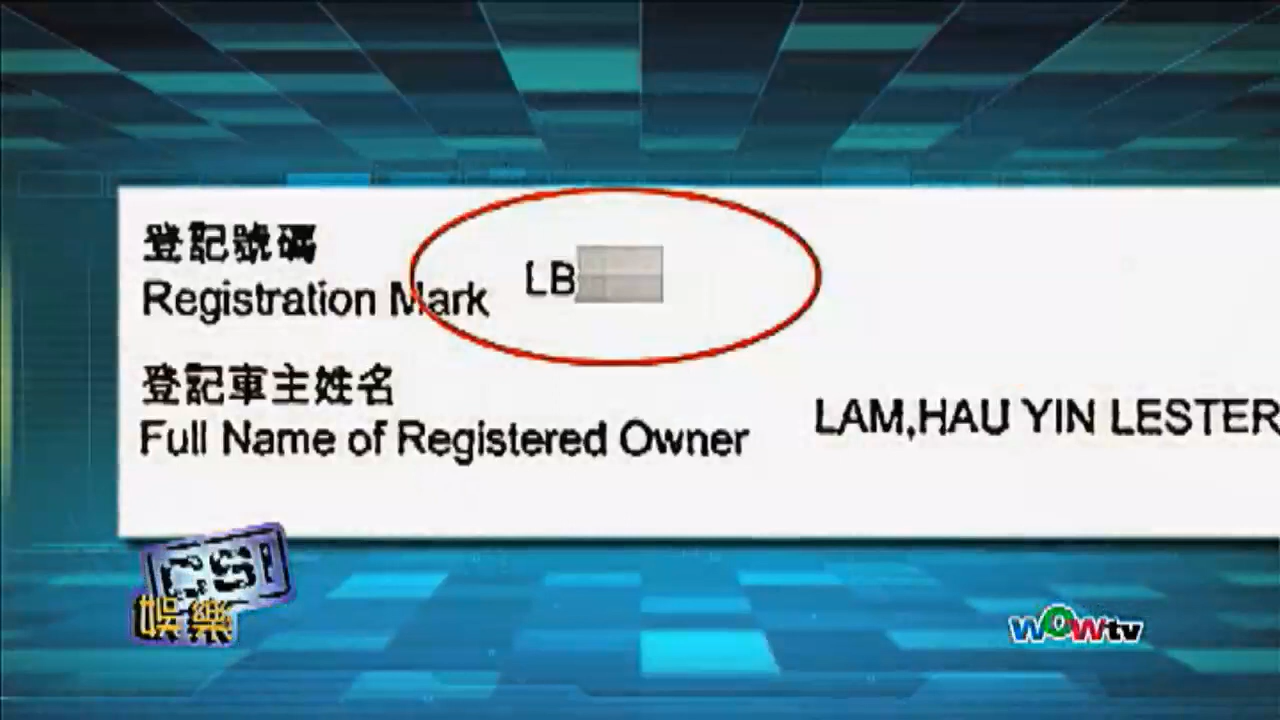 登記號碼
Registration Mark
LB
登記車主姓名
Full Name of Registered Owner
LAM,HAU YIN LESTER
CSI
娛樂
WOWtv